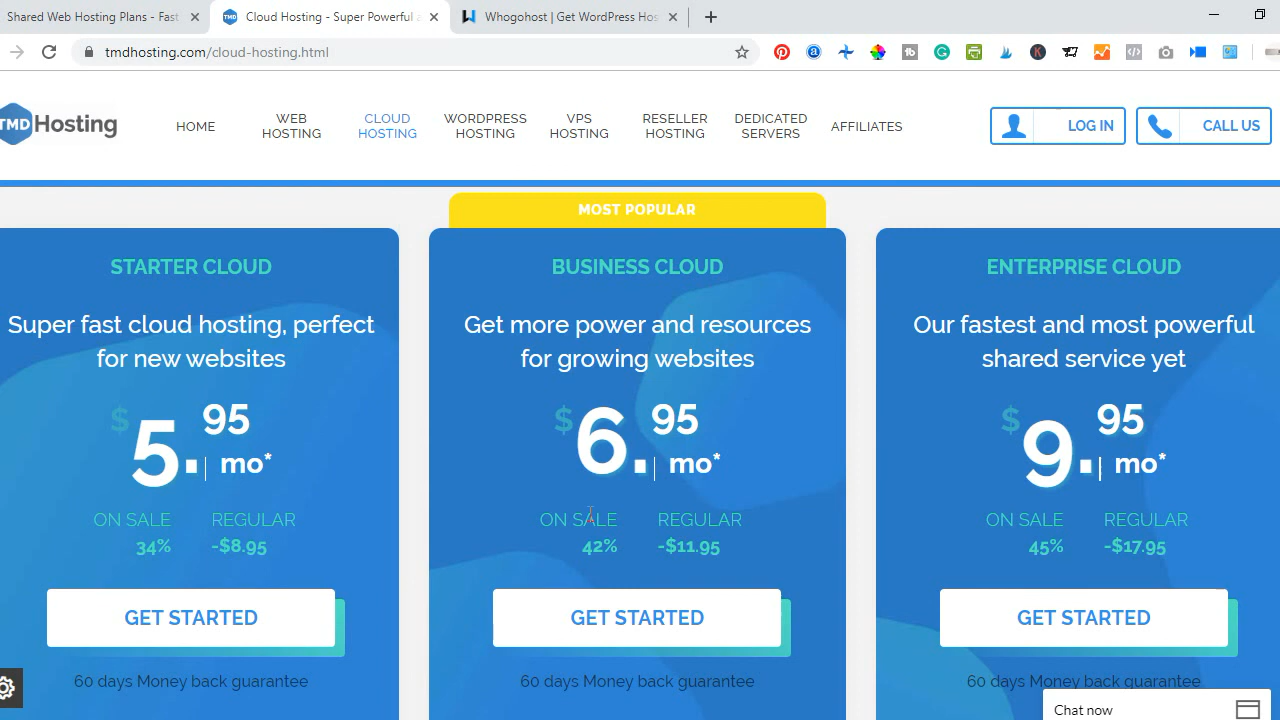 Shared Web Hosting Plans - Fast
Cloud Hosting - Super Powerful a
Whogohost | Get WordPress Hos
tmdhosting.com/cloud-hosting.html
TMD Hosting
HOME
WEB HOSTING
CLOUD HOSTING
WORDPRESS HOSTING
VPS HOSTING
RESELLER HOSTING
DEDICATED SERVERS
AFFILIATES
LOG IN
CALL US
MOST POPULAR
STARTER CLOUD
Super fast cloud hosting, perfect
for new websites
$5.95 mo*
ON SALE REGULAR
34% -$8.95
GET STARTED
60 days Money back guarantee
BUSINESS CLOUD
Get more power and resources
for growing websites
$6.95 mo*
ON SALE REGULAR
42% -$11.95
GET STARTED
60 days Money back guarantee
ENTERPRISE CLOUD
Our fastest and most powerful
shared service yet
$9.95 mo*
ON SALE REGULAR
45% -$17.95
GET STARTED
60 days Money back guarantee
Chat now